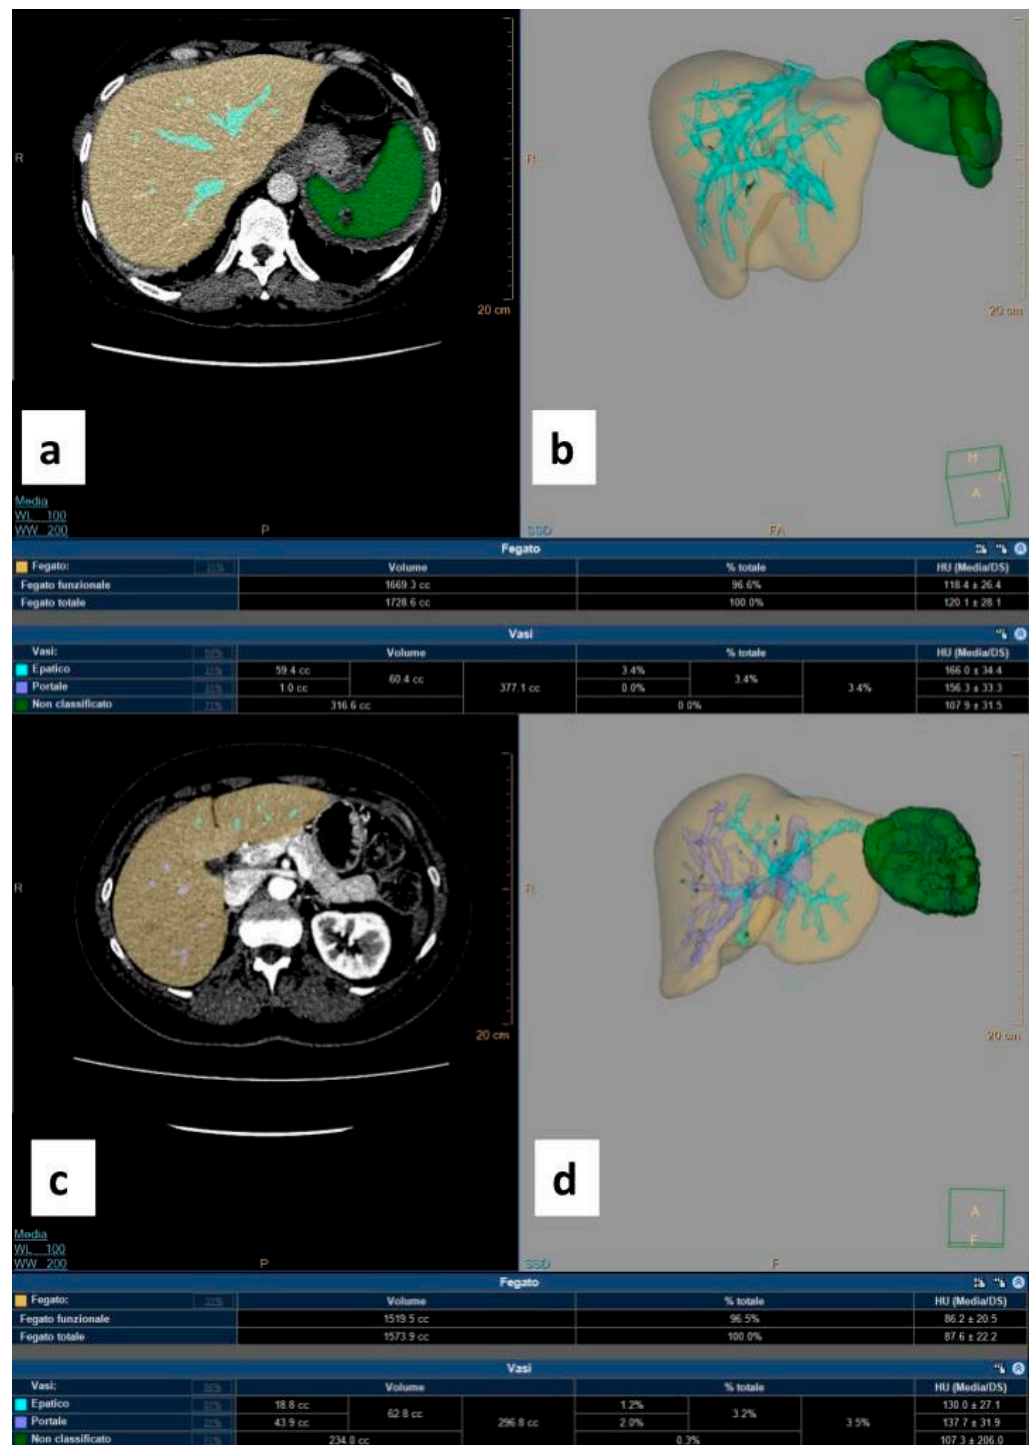 R
20 cm
a
Media
WL 100
WW 200
P
R
20 cm
b
H
A
L
SSD
FA
Fegato
Fegato: 21% Volume % totale HU (Media/DS)
Fegato funzionale 1669.3 cc 96.6% 118.4 ± 26.4
Fegato totale 1728.6 cc 100.0% 120.1 ± 28.1
Vasi
Vasi: Volume % totale HU (Media/DS)
Epatico 59.4 cc 60.4 cc 377.1 cc 3.4% 3.4% 3.4% 166.0 ± 34.4
Portale 1.0 cc 0.0% 156.3 ± 33.3
Non classificato 316.6 cc 0.0% 107.9 ± 31.5
R
20 cm
c
Media
WL 100
WW 200
P
R
20 cm
d
A
F
SSD
F
Fegato
Fegato: Volume % totale HU (Media/DS)
Fegato funzionale 1519.5 cc 96.5% 86.2 ± 20.5
Fegato totale 1573.9 cc 100.0% 87.6 ± 22.2
Vasi
Vasi: Volume % totale HU (Media/DS)
Epatico 18.8 cc 62.8 cc 296.8 cc 1.2% 3.2% 3.5% 130.0 ± 27.1
Portale 43.9 cc 2.0% 137.7 ± 31.9
Non classificato 234.0 cc 0.3% 107.3 ± 206.0